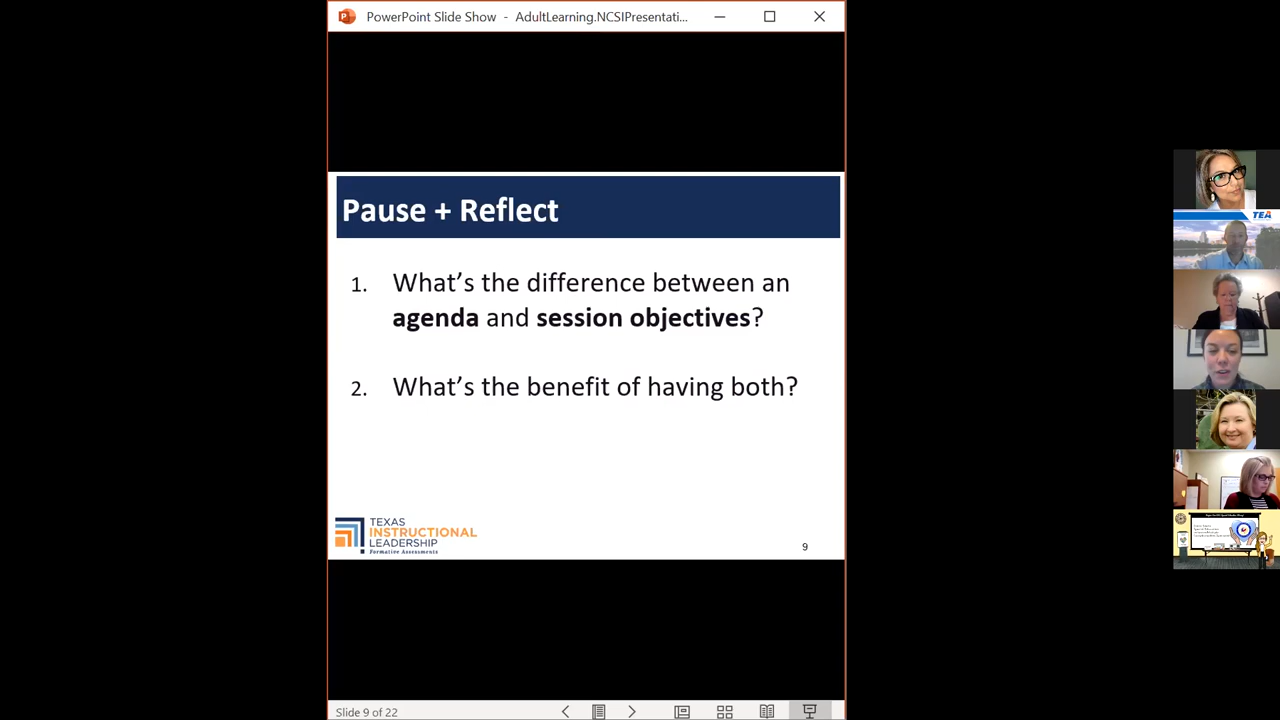 PowerPoint Slide Show - AdultLearning.NCSIPresentati...
Pause + Reflect
1. What's the difference between an
agenda and session objectives?
2. What's the benefit of having both?
TEXAS
INSTRUCTIONAL
LEADERSHIP
Formative Assessments
9
TEA
Slide 9 of 22